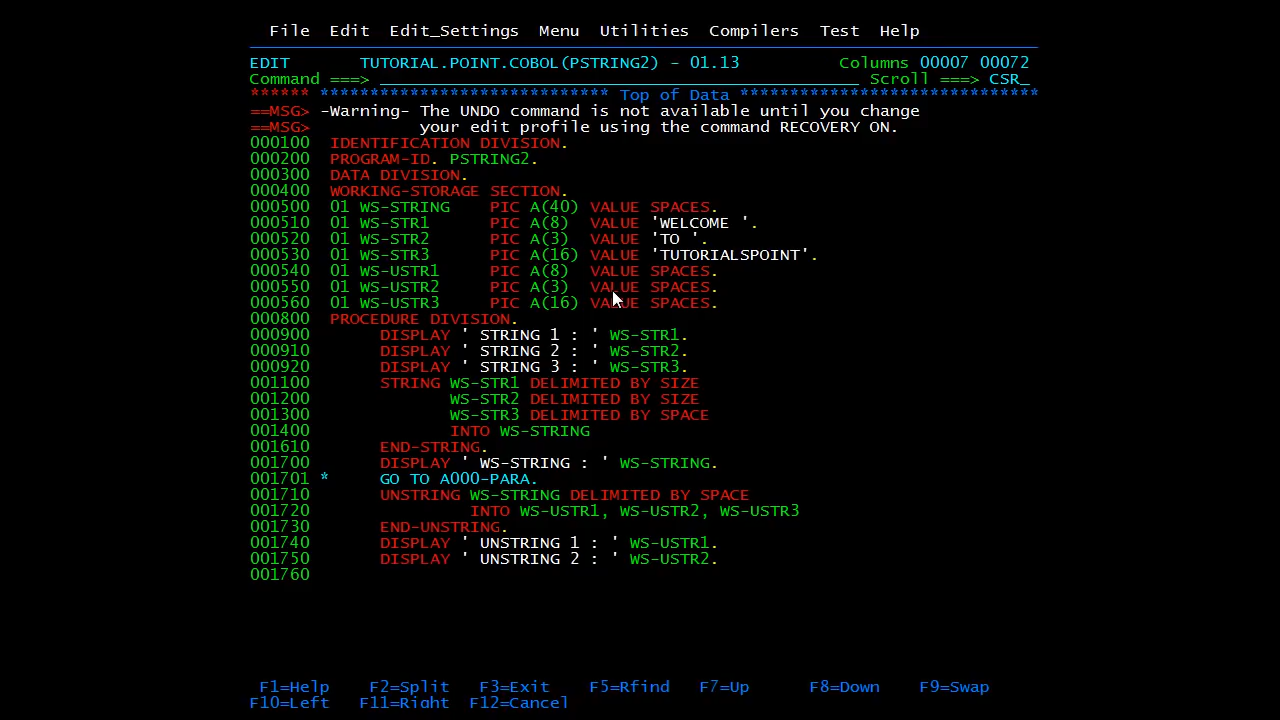 File  Edit  Edit_Settings  Menu  Utilities  Compilers  Test  Help
EDIT       TUTORIAL.POINT.COBOL(PSTRING2) - 01.13          Columns 00007 00072
Command ===>                                                  Scroll ===> CSR_
****** ***************************** Top of Data ******************************
==MSG> -Warning- The UNDO command is not available until you change
==MSG>           your edit profile using the command RECOVERY ON.
000100  IDENTIFICATION DIVISION.
000200  PROGRAM-ID. PSTRING2.
000300  DATA DIVISION.
000400  WORKING-STORAGE SECTION.
000500  01 WS-STRING    PIC A(40) VALUE SPACES.
000510  01 WS-STR1      PIC A(8)  VALUE 'WELCOME '.
000520  01 WS-STR2      PIC A(3)  VALUE 'TO '.
000530  01 WS-STR3      PIC A(16) VALUE 'TUTORIALSPOINT'.
000540  01 WS-USTR1     PIC A(8)  VALUE SPACES.
000550  01 WS-USTR2     PIC A(3)  VALUE SPACES.
000560  01 WS-USTR3     PIC A(16) VALUE SPACES.
000800  PROCEDURE DIVISION.
000900       DISPLAY ' STRING 1 : ' WS-STR1.
000910       DISPLAY ' STRING 2 : ' WS-STR2.
000920       DISPLAY ' STRING 3 : ' WS-STR3.
001100       STRING WS-STR1 DELIMITED BY SIZE
001200              WS-STR2 DELIMITED BY SIZE
001300              WS-STR3 DELIMITED BY SPACE
001400              INTO WS-STRING
001610       END-STRING.
001700       DISPLAY ' WS-STRING : ' WS-STRING.
001701 *     GO TO A000-PARA.
001710       UNSTRING WS-STRING DELIMITED BY SPACE
001720                INTO WS-USTR1, WS-USTR2, WS-USTR3
001730       END-UNSTRING.
001740       DISPLAY ' UNSTRING 1 : ' WS-USTR1.
001750       DISPLAY ' UNSTRING 2 : ' WS-USTR2.
001760
F1=Help    F2=Split   F3=Exit    F5=Rfind   F7=Up      F8=Down    F9=Swap
F10=Left   F11=Right  F12=Cancel